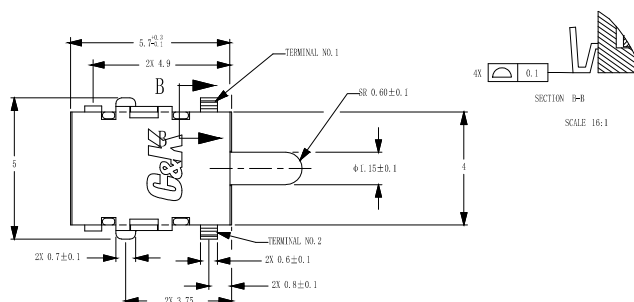 5.7+0.3-0.1
2X 4.9
B
B
TERMINAL NO.1
SR 0.60±0.1
4X 0.1
SECTION B-B
SCALE 16:1
5
C&K
ϕ1.15±0.1
4
TERMINAL NO.2
2X 0.7±0.1
2X 0.6±0.1
2X 0.8±0.1
2X 3.75